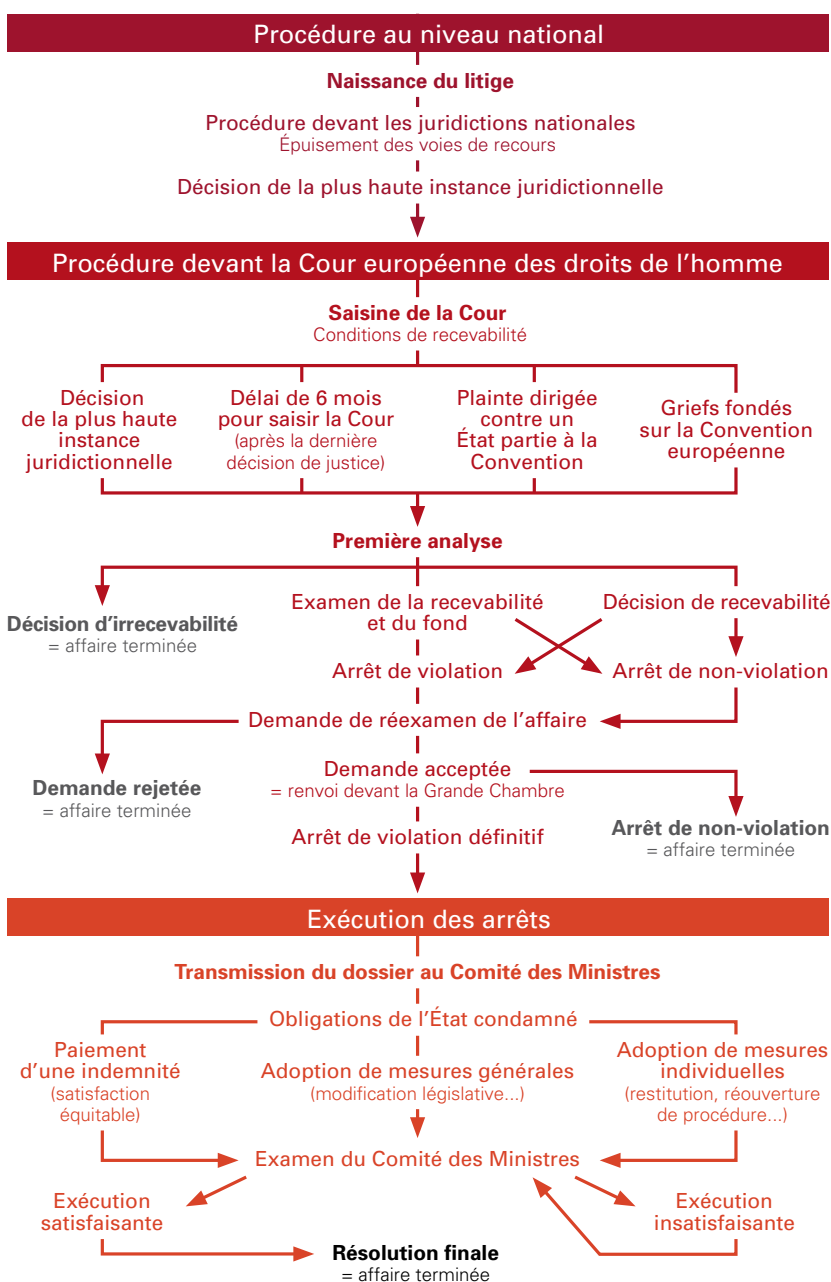 Procédure au niveau national
Naissance du litige
Procédure devant les juridictions nationales
Épuisement des voies de recours
Décision de la plus haute instance juridictionnelle
Procédure devant la Cour européenne des droits de l’homme
Saisine de la Cour
Conditions de recevabilité
Décision
de la plus haute
instance
juridictionnelle
Délai de 6 mois
pour saisir la Cour
(après la dernière
décision de justice)
Plainte dirigée
contre un
État partie à la
Convention
Griefs fondés
sur la Convention
européenne
Première analyse
Décision d’irrecevabilité
= affaire terminée
Examen de la recevabilité
et du fond
Décision de recevabilité
Arrêt de violation
Arrêt de non-violation
Demande de réexamen de l’affaire
Demande rejetée
= affaire terminée
Demande acceptée
= renvoi devant la Grande Chambre
Arrêt de non-violation
= affaire terminée
Arrêt de violation définitif
Exécution des arrêts
Transmission du dossier au Comité des Ministres
Obligations de l’État condamné
Paiement
d’une indemnité
(satisfaction
équitable)
Adoption de mesures générales
(modification législative...)
Adoption de mesures
individuelles
(restitution, réouverture
de procédure...)
Examen du Comité des Ministres
Exécution
satisfaisante
Exécution
insatisfaisante
Résolution finale
= affaire terminée